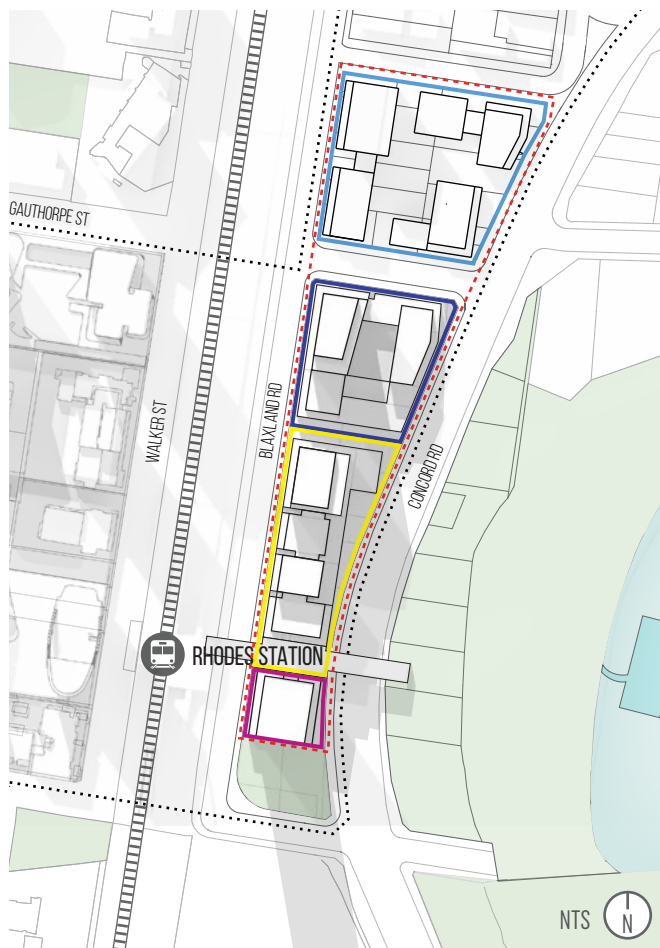 GAUTHORPE ST
WALKER ST
BLAXLAND RD
CONCORD RD
RHODES STATION
NTS
N